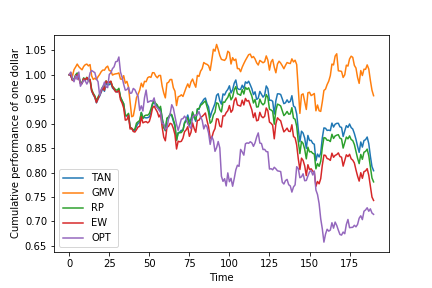 Cumulative performance of one dollar
1.05
1.00
0.95
0.90
0.85
0.80
0.75
0.70
0.65
TAN
GMV
RP
EW
OPT
0 25 50 75 100 125 150 175
Time